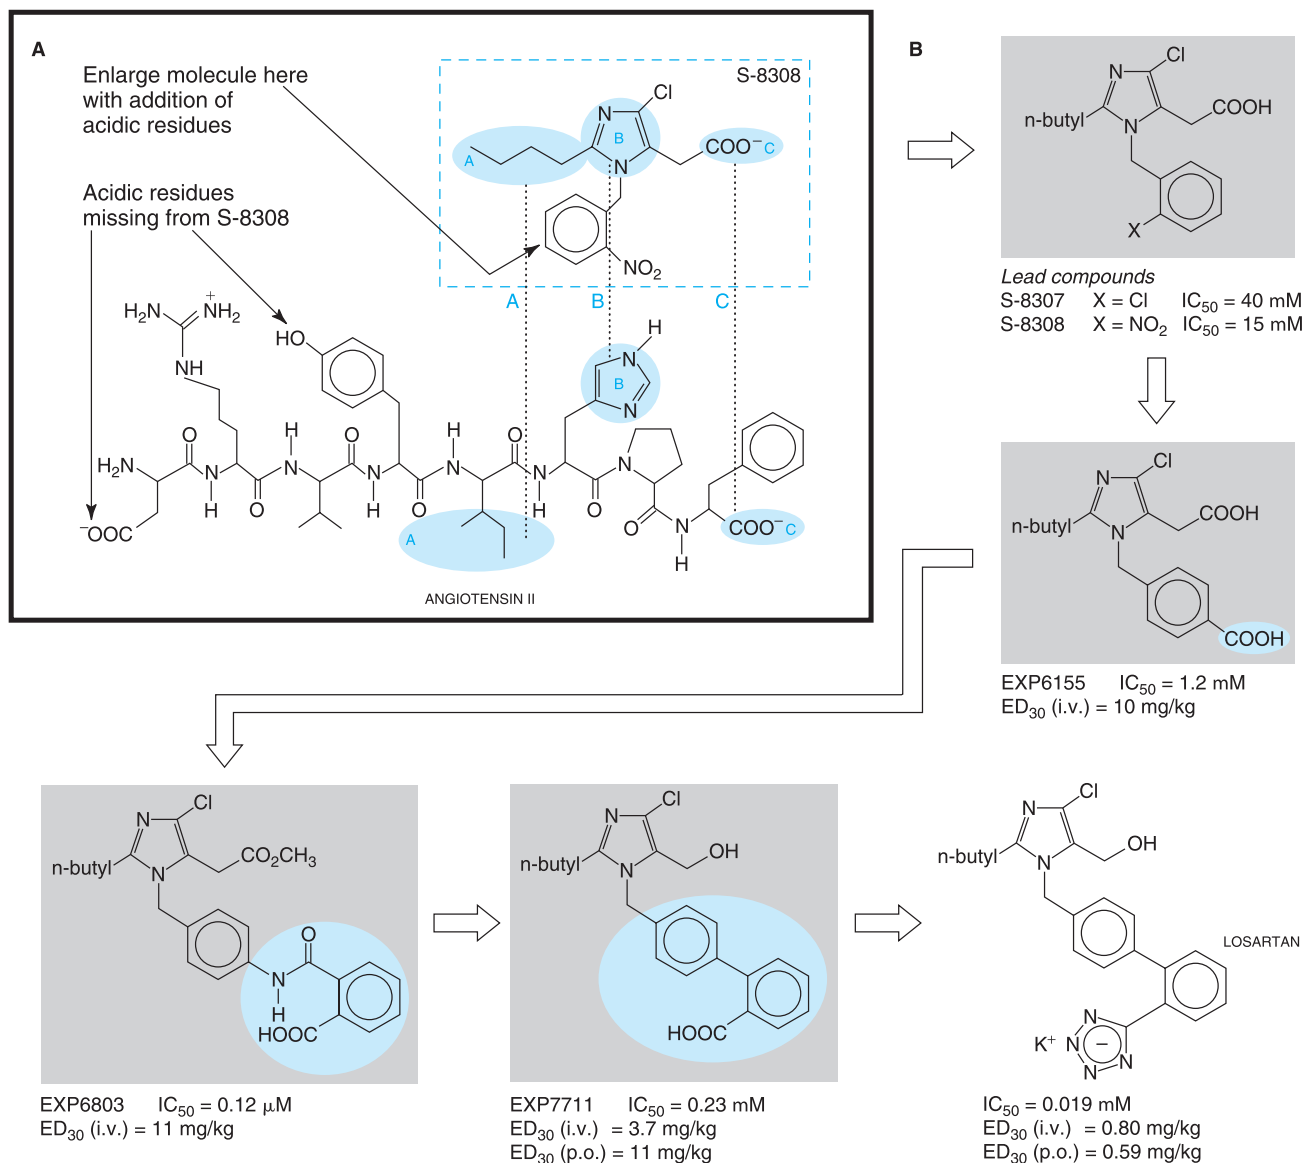 A
Enlarge molecule here
with addition of
acidic residues
Acidic residues
missing from S-8308
S-8308
Cl
N
B
A
COO⁻ C
N
NO₂
A B C
H₂N NH₂⁺
NH
HO
H
N
B
N
H₂N
O
N
H
O
H
N
O
N
H
O
H
N
O
N
H
O
N
O
N
H
⁻OOC
A
COO⁻ C
ANGIOTENSIN II
B
Cl
N
COOH
n-butyl
N
X
Lead compounds
S-8307 X = Cl IC₅₀ = 40 mM
S-8308 X = NO₂ IC₅₀ = 15 mM
Cl
N
COOH
n-butyl
N
COOH
EXP6155 IC₅₀ = 1.2 mM
ED₃₀ (i.v.) = 10 mg/kg
Cl
N
CO₂CH₃
n-butyl
N
O
N
H
HOOC
EXP6803 IC₅₀ = 0.12 μM
ED₃₀ (i.v.) = 11 mg/kg
Cl
N
OH
n-butyl
N
HOOC
EXP7711 IC₅₀ = 0.23 mM
ED₃₀ (i.v.) = 3.7 mg/kg
ED₃₀ (p.o.) = 11 mg/kg
Cl
N
OH
n-butyl
N
LOSARTAN
K⁺ N
N
N
N
−
IC₅₀ = 0.019 mM
ED₃₀ (i.v.) = 0.80 mg/kg
ED₃₀ (p.o.) = 0.59 mg/kg